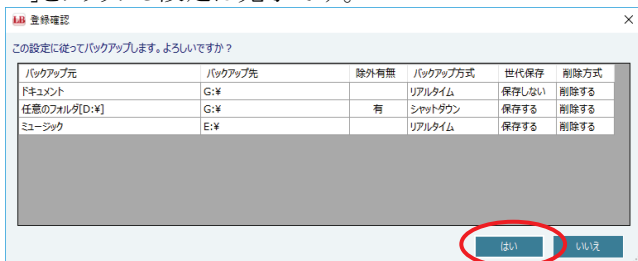 LB 登録確認
この設定に従ってバックアップします。よろしいですか？
バックアップ元 バックアップ先 除外有無 バックアップ方式 世代保存 削除方式
ドキュメント G:¥ リアルタイム 保存しない 削除する
任意のフォルダ[D:¥] G:¥ 有 シャットダウン 保存する 削除する
ミュージック E:¥ リアルタイム 保存する 削除する
はい いいえ